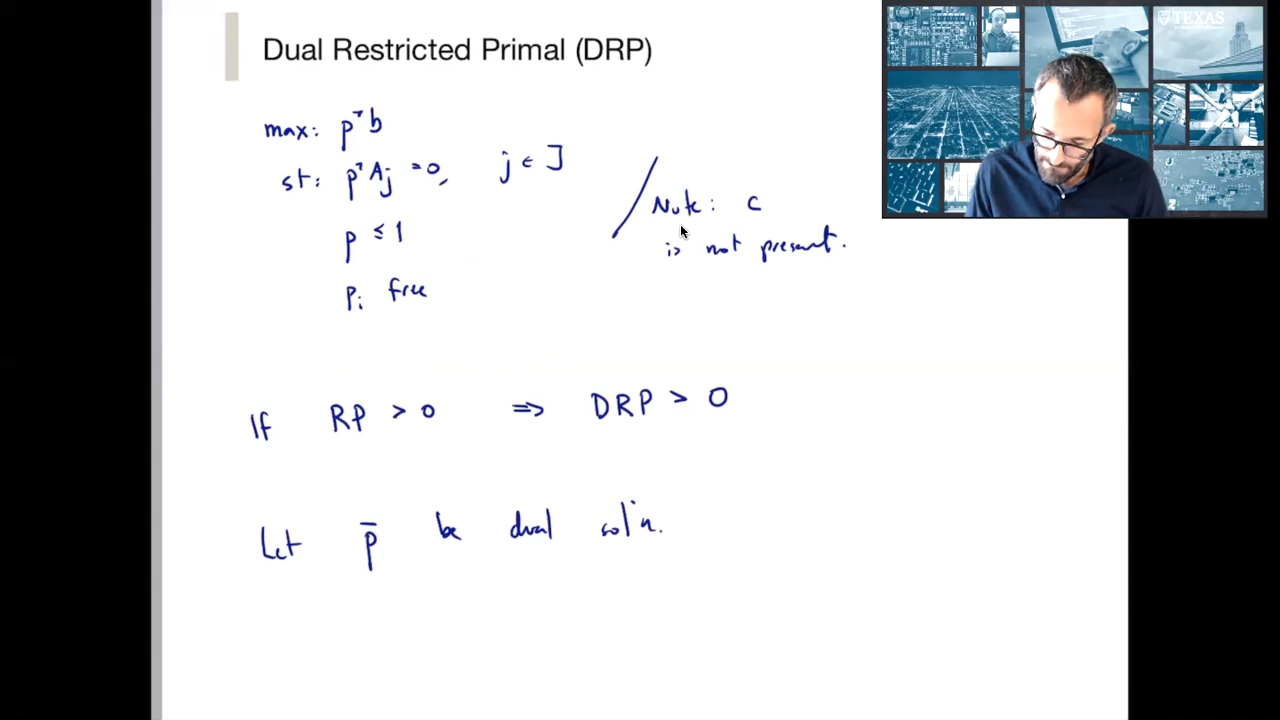 Dual Restricted Primal (DRP)
TEXAS
max: pᵀb
st: pᵀAj = 0, j ∈ J
p ≤ 1
pᵢ free
Note: c
is not present.
If RP > 0 ⇒ DRP > 0
Let p̄ be dual sol'n.